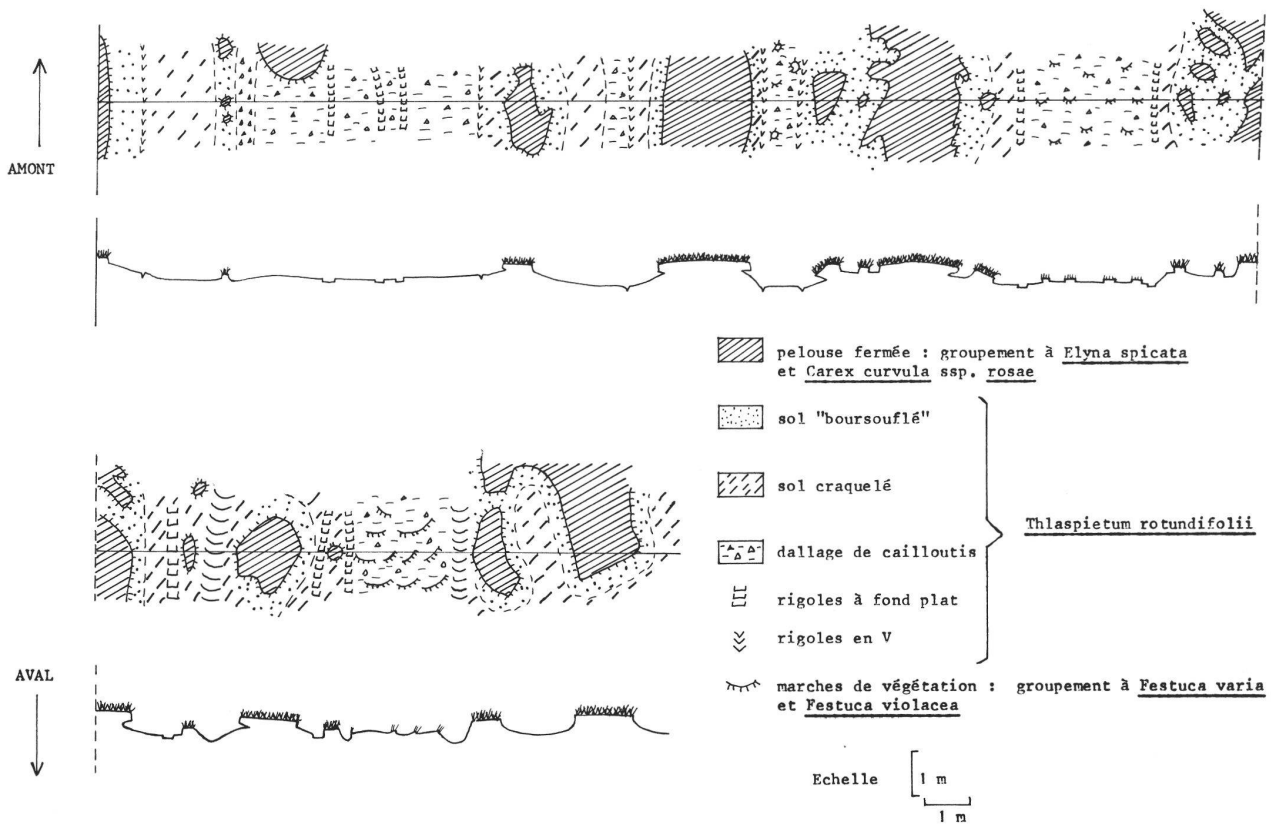 AMONT
pelouse fermée : groupement à Elyna spicata
et Carex curvula ssp. rosae
sol "boursouflé"
sol craquelé
Thlaspietum rotundifolii
dallage de cailloutis
rigoles à fond plat
rigoles en V
AVAL
marches de végétation : groupement à Festuca varia
et Festuca violacea
Echelle
1 m
1 m